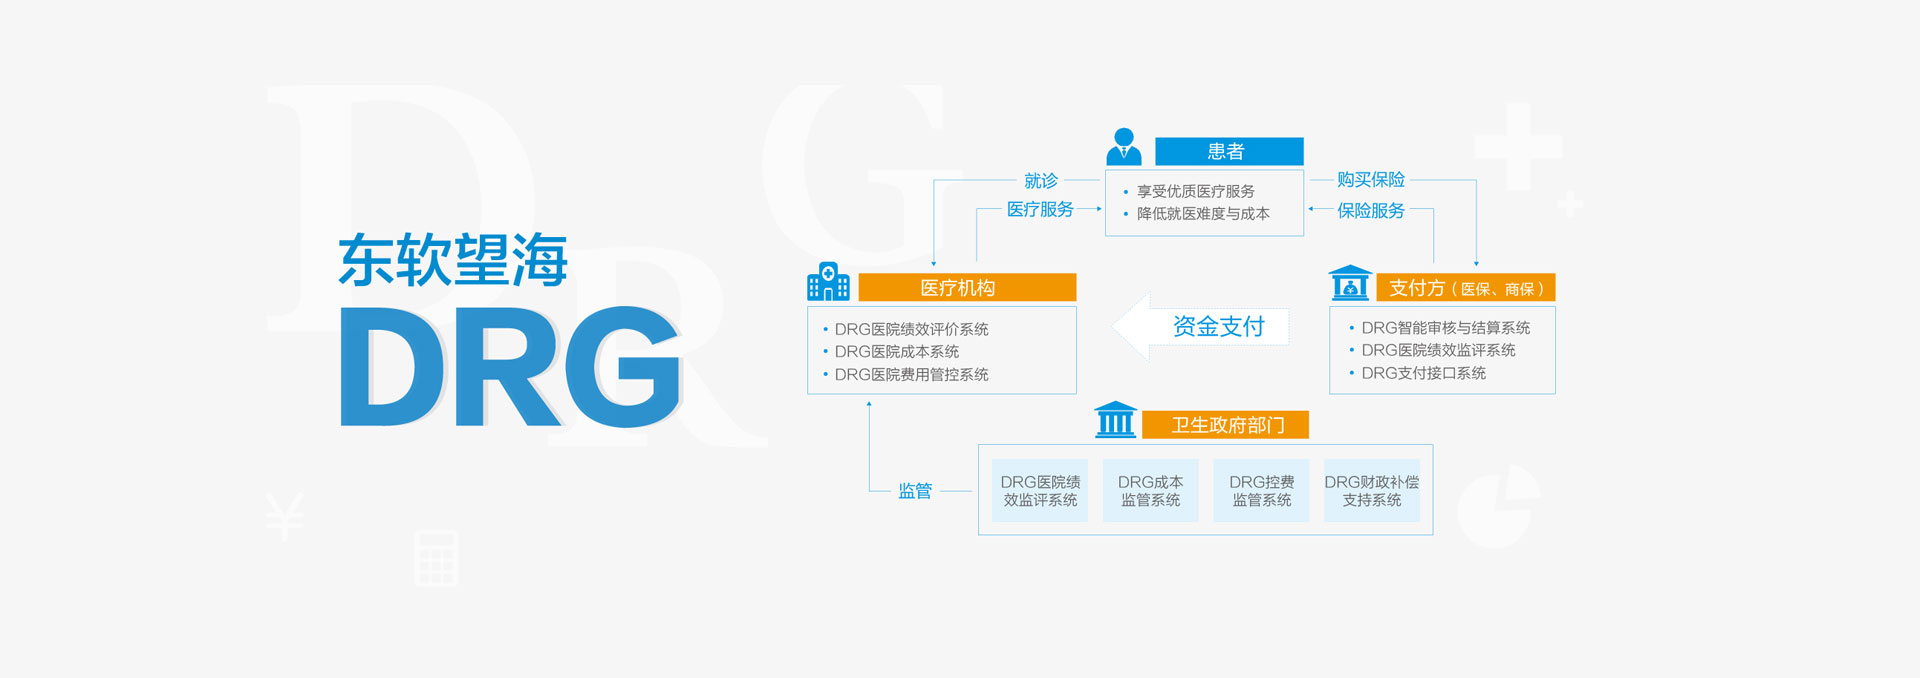 东软望海
DRG
患者
• 享受优质医疗服务
• 降低就医难度与成本
就诊
医疗服务
购买保险
保险服务
医疗机构
• DRG医院绩效评价系统
• DRG医院成本系统
• DRG医院费用管控系统
资金支付
支付方（医保、商保）
• DRG智能审核与结算系统
• DRG医院绩效监评系统
• DRG支付接口系统
卫生政府部门
监管
DRG医院绩
效监评系统
DRG成本
监管系统
DRG控费
监管系统
DRG财政补偿
支持系统
D
R
G
¥